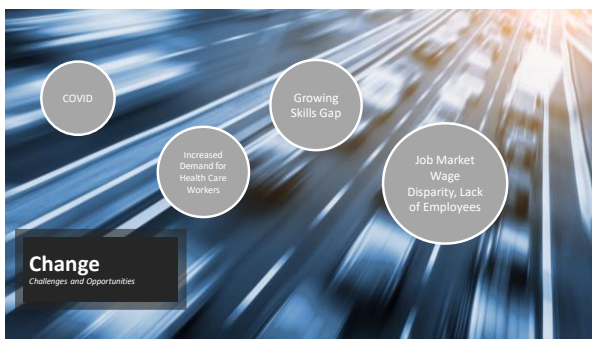 COVID
Growing
Skills Gap
Increased
Demand for
Health Care
Workers
Job Market
Wage
Disparity, Lack
of Employees
Change
Challenges and Opportunities